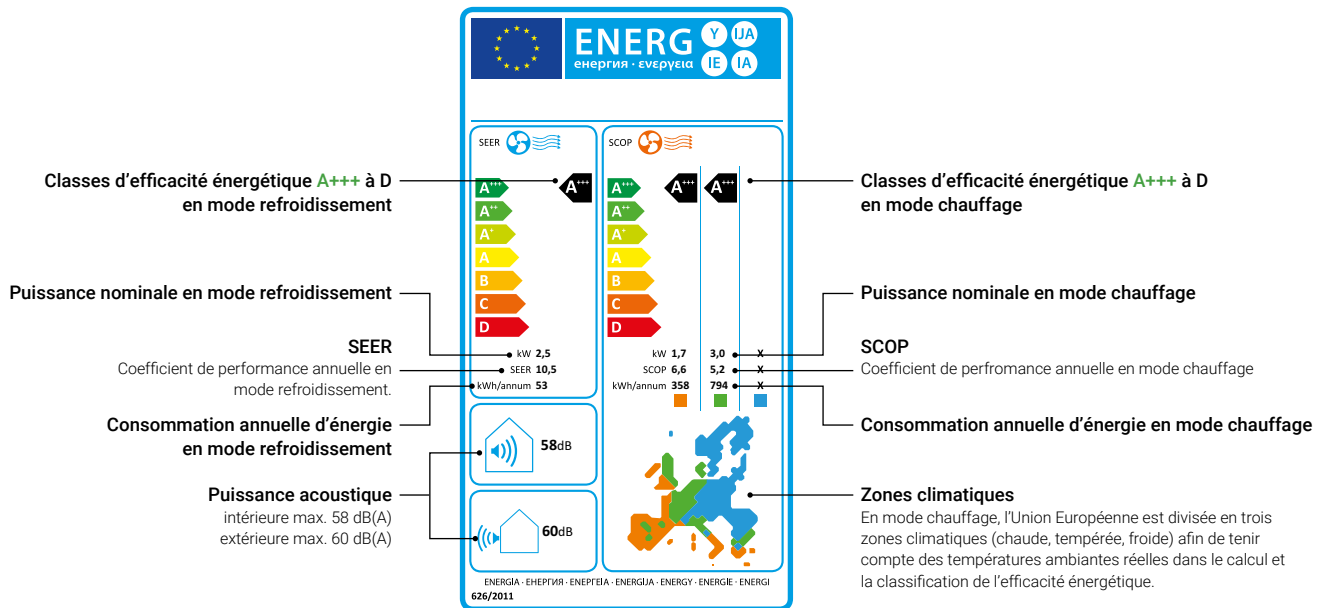 ENERG
енергия · ενεργεια
Y
IJA
IE
IA
SEER
SCOP
Classes d'efficacité énergétique A+++ à D
en mode refroidissement
A+++
A++
A+
A
B
C
D
A+++
A+++
A++
A+
A
B
C
D
A+++
A+++
Classes d'efficacité énergétique A+++ à D
en mode chauffage
Puissance nominale en mode refroidissement
kW 2,5
kW 1,7 3,0 X
Puissance nominale en mode chauffage
SEER
Coefficient de performance annuelle en
mode refroidissement.
SEER 10,5
SCOP 6,6 5,2 X
SCOP
Coefficient de perfromance annuelle en mode chauffage
kWh/annum 53
kWh/annum 358 794 X
Consommation annuelle d'énergie
en mode refroidissement
Consommation annuelle d'énergie en mode chauffage
58dB
Puissance acoustique
intérieure max. 58 dB(A)
extérieure max. 60 dB(A)
60dB
Zones climatiques
En mode chauffage, l'Union Européenne est divisée en trois
zones climatiques (chaude, tempérée, froide) afin de tenir
compte des températures ambiantes réelles dans le calcul et
la classification de l'efficacité énergétique.
ENERGIA · ЕНЕРГИЯ · ΕΝΕΡΓΕΙΑ · ENERGIJA · ENERGY · ENERGIE · ENERGI
626/2011